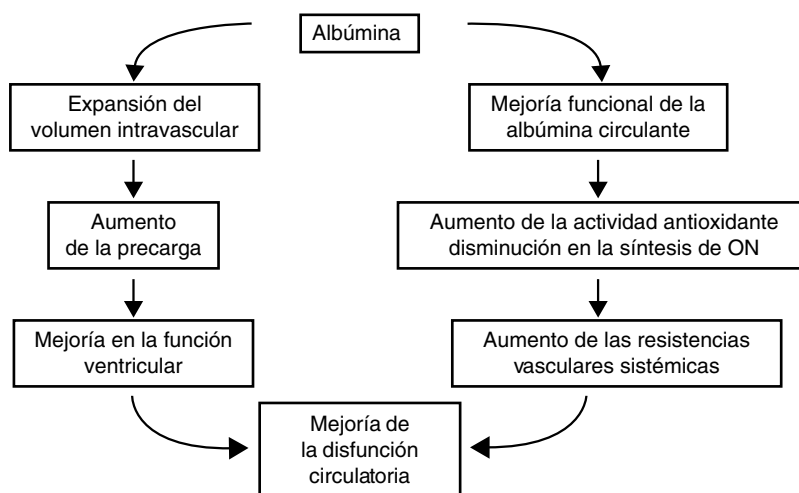 Albúmina
Expansión del
volumen intravascular
Aumento
de la precarga
Mejoría en la función
ventricular
Mejoría funcional de la
albúmina circulante
Aumento de la actividad antioxidante
disminución en la síntesis de ON
Aumento de las resistencias
vasculares sistémicas
Mejoría de
la disfunción
circulatoria